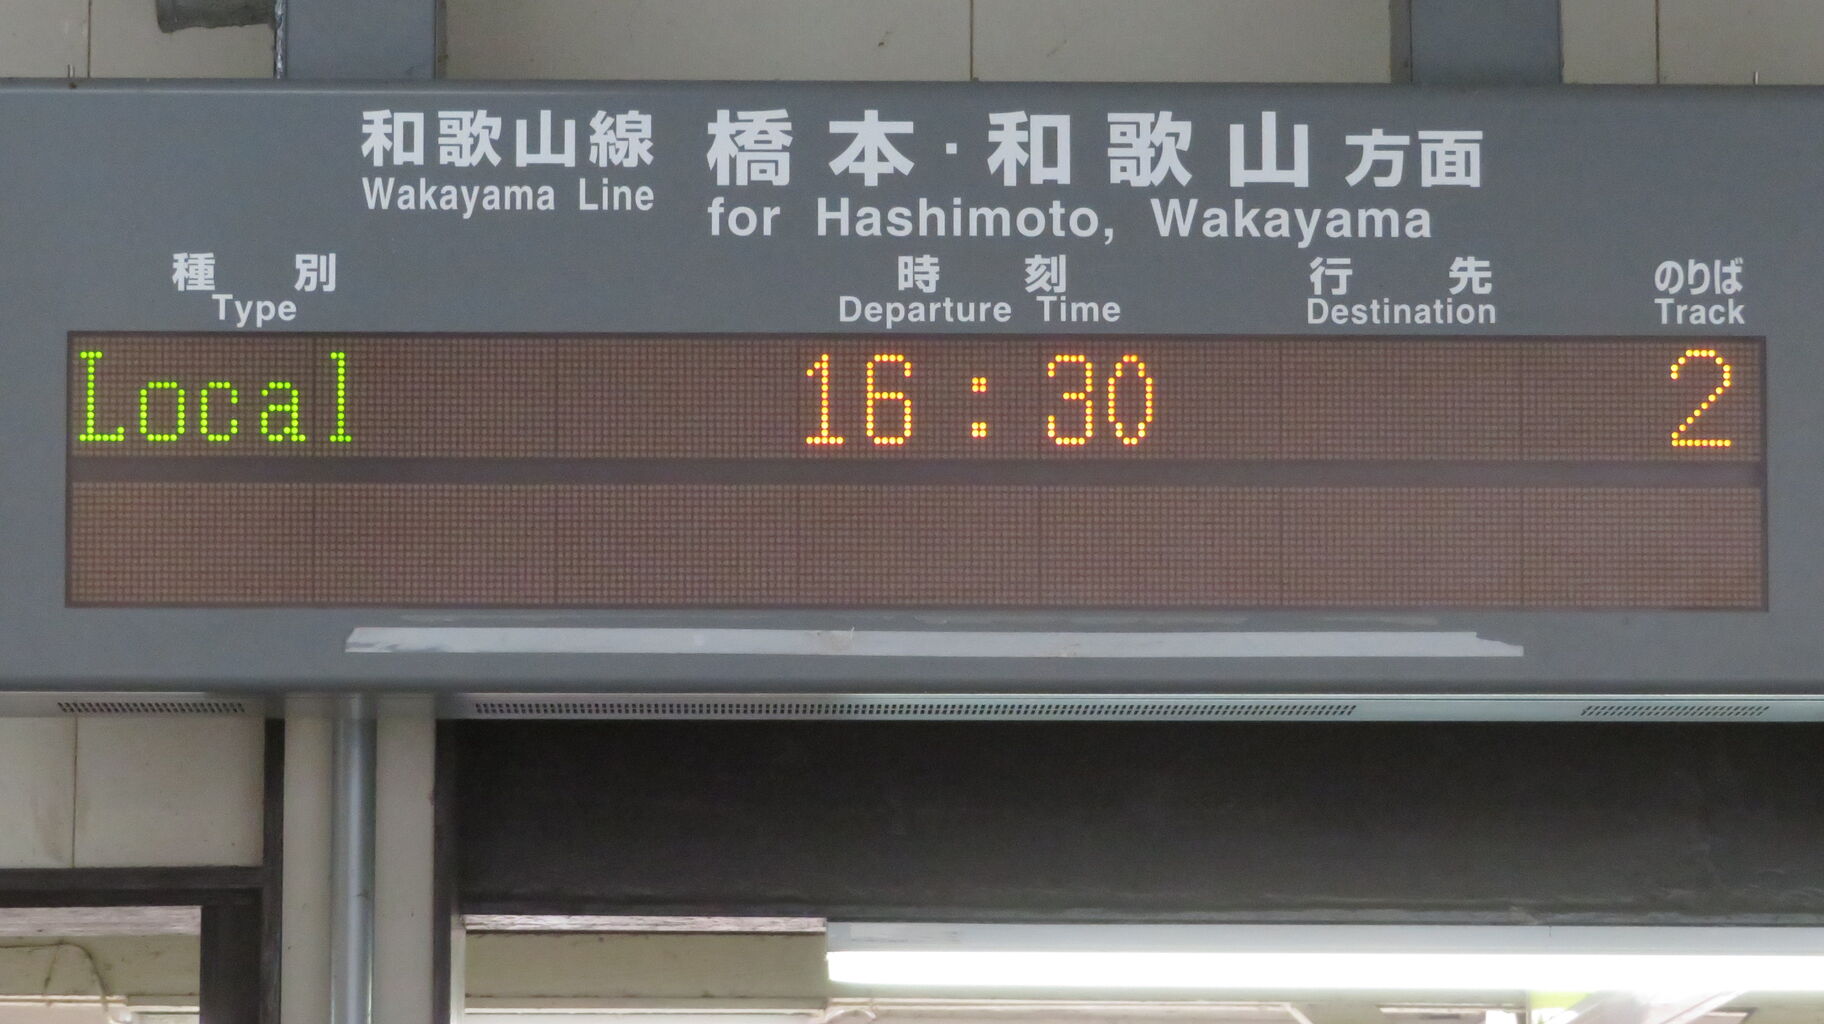 和歌山線 橋本・和歌山方面
Wakayama Line for Hashimoto, Wakayama
種別 時刻 行先 のりば
Type Departure Time Destination Track
Local 16:30 2